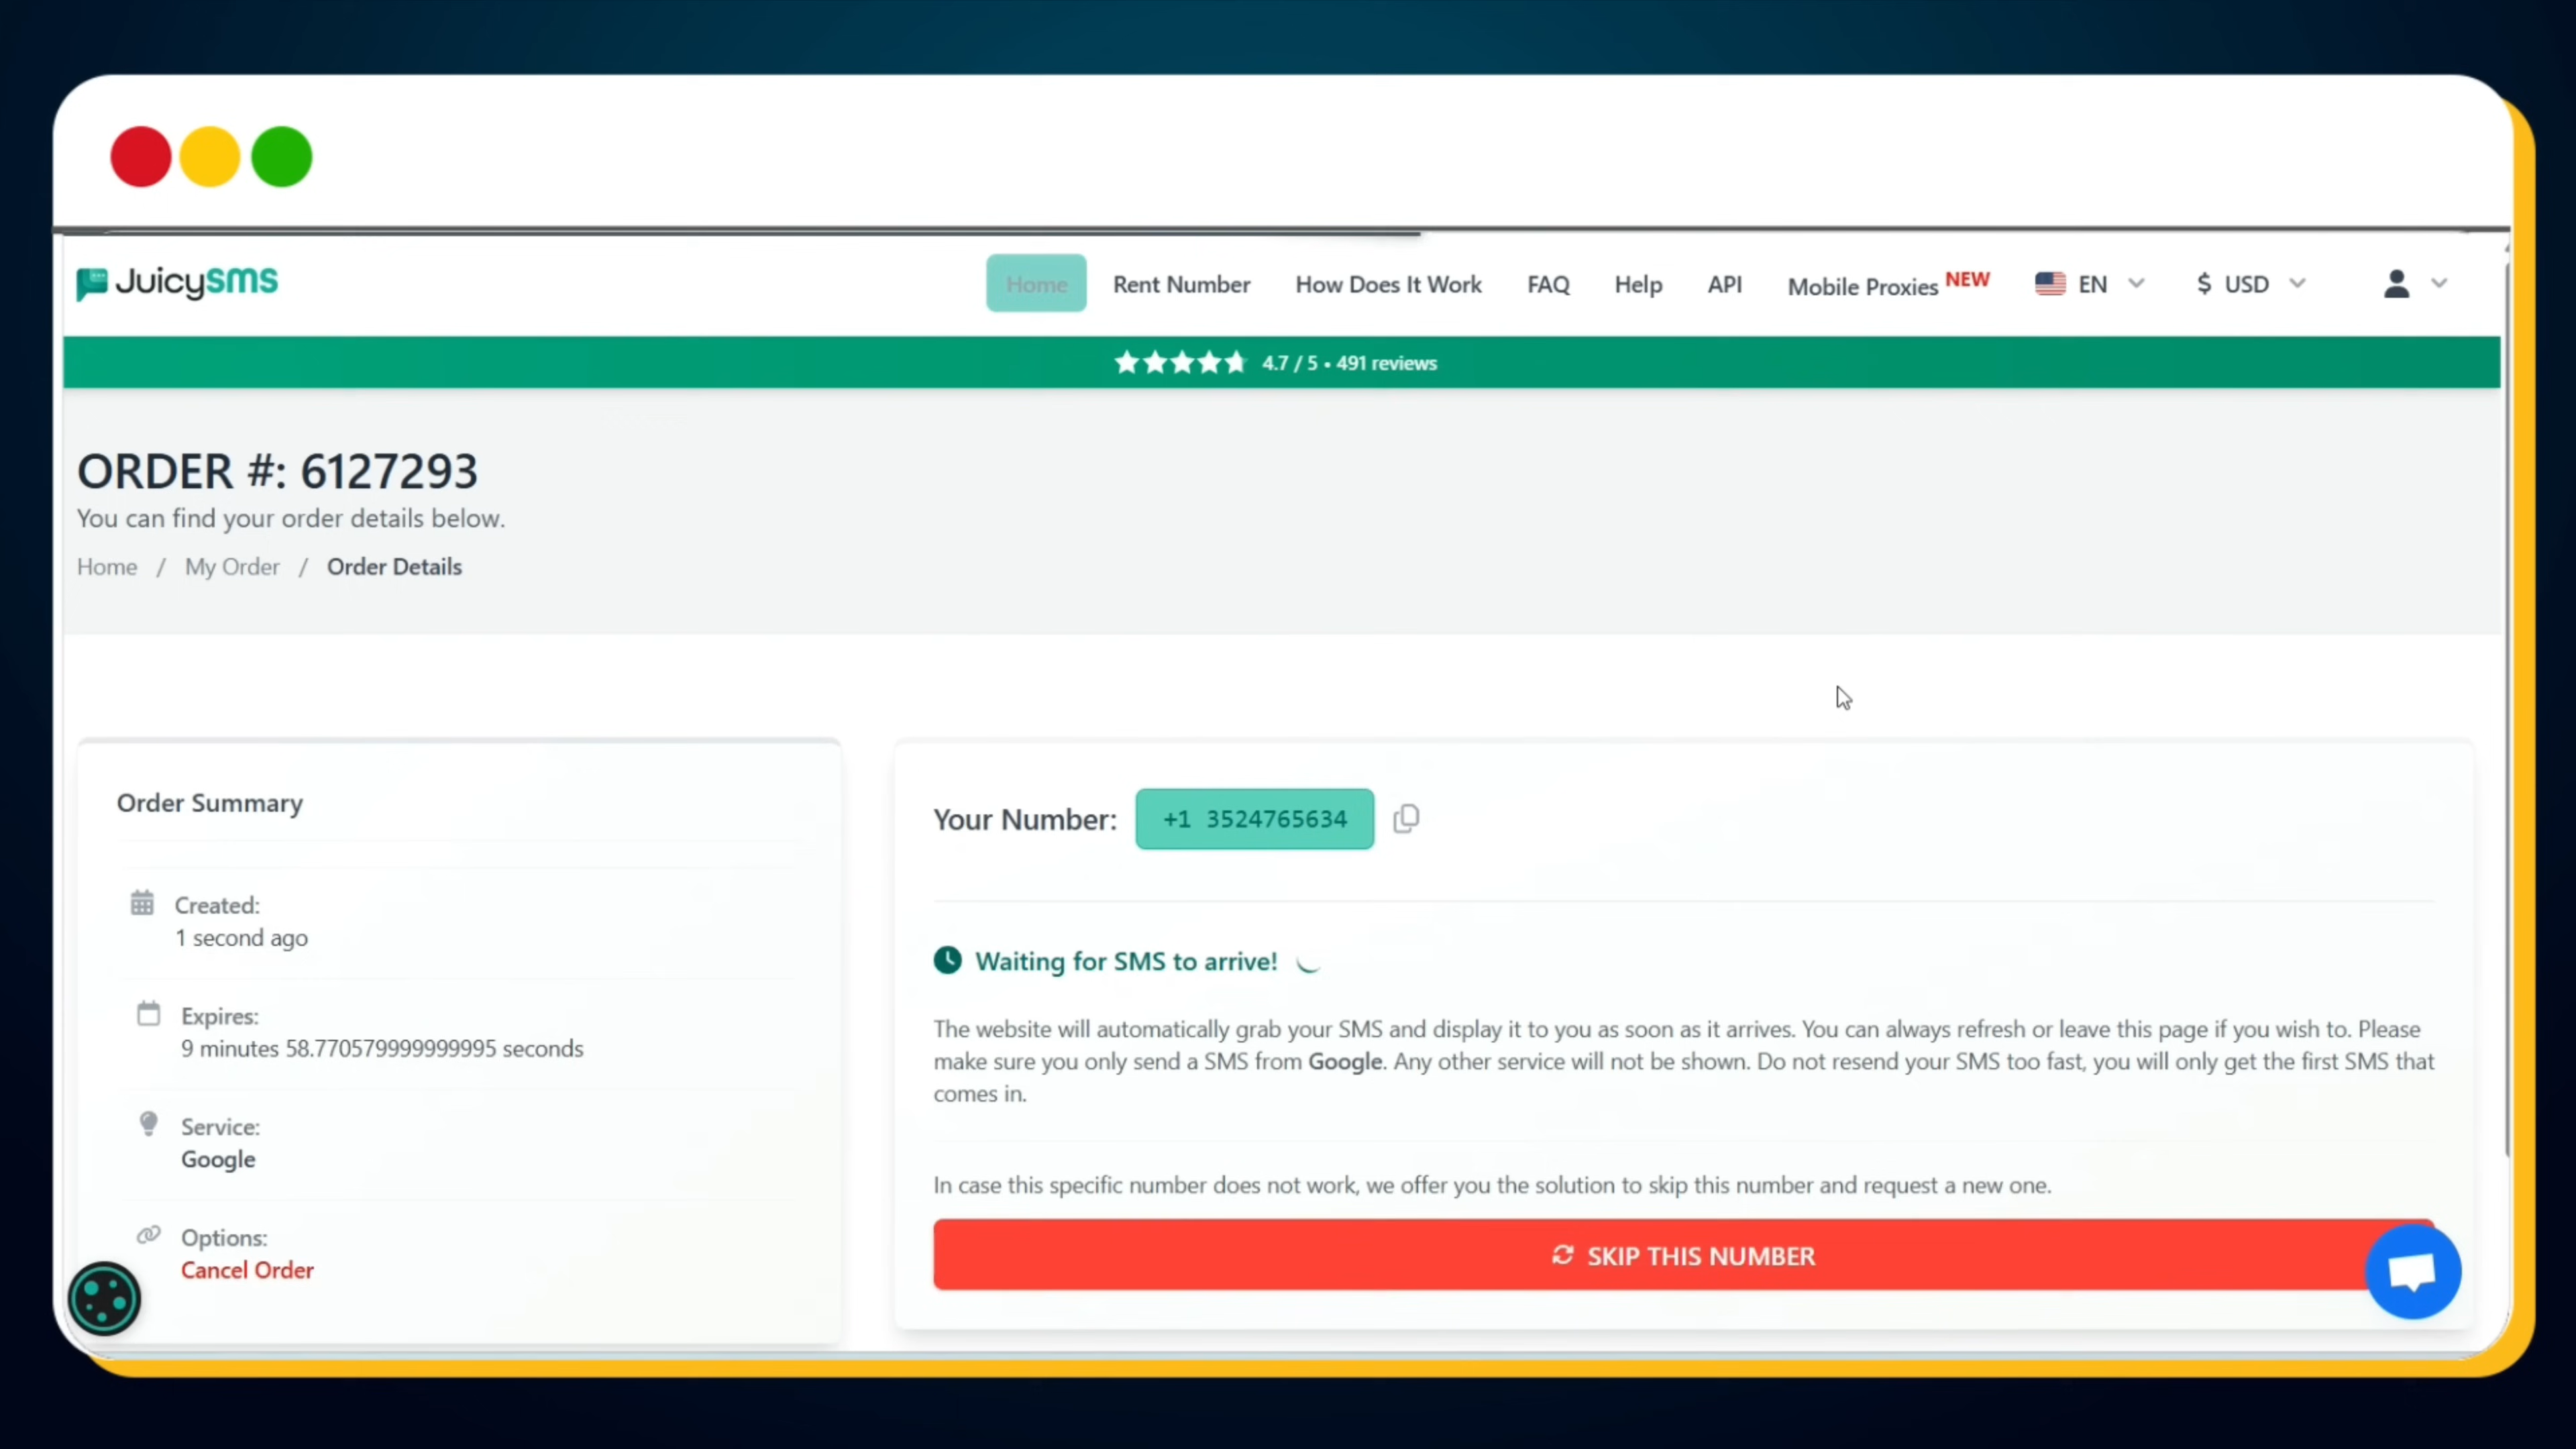 JuicySMS
Home
Rent Number
How Does It Work
FAQ
Help
API
Mobile Proxies NEW
EN
$ USD
4.7 / 5 • 491 reviews
ORDER #: 6127293
You can find your order details below.
Home / My Order / Order Details
Order Summary
Created:
1 second ago
Expires:
9 minutes 58.770579999999995 seconds
Service:
Google
Options:
Cancel Order
Your Number: +1 3524765634
Waiting for SMS to arrive!
The website will automatically grab your SMS and display it to you as soon as it arrives. You can always refresh or leave this page if you wish to. Please
make sure you only send a SMS from Google. Any other service will not be shown. Do not resend your SMS too fast, you will only get the first SMS that
comes in.
In case this specific number does not work, we offer you the solution to skip this number and request a new one.
SKIP THIS NUMBER